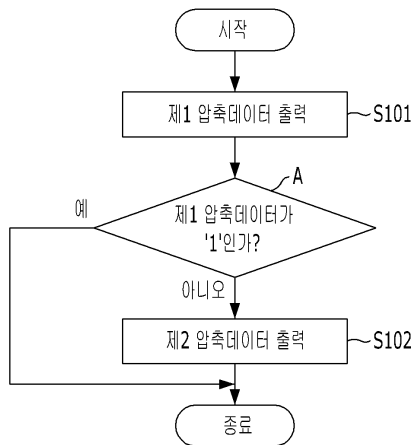 시작
제1 압축데이터 출력
S101
A
예
제1 압축데이터가
'1'인가?
아니오
제2 압축데이터 출력
S102
종료